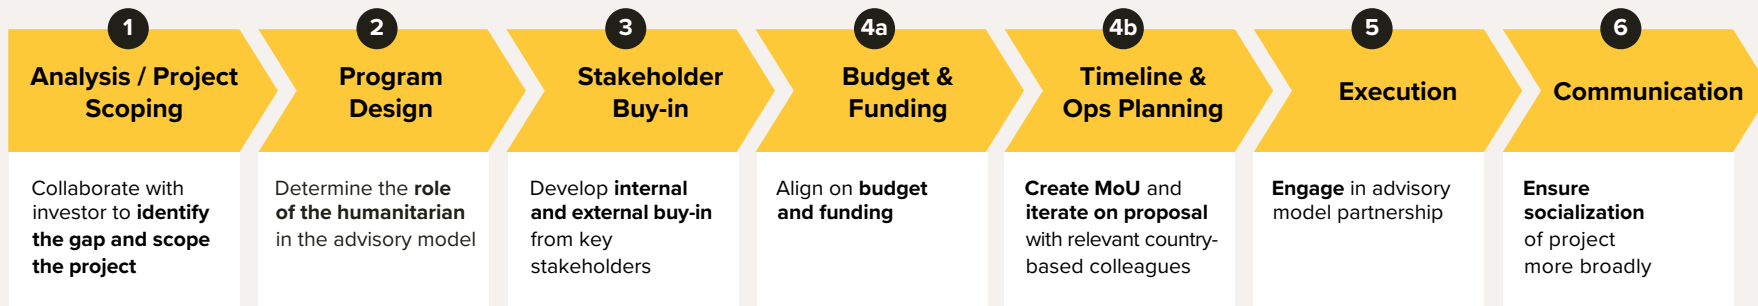 1
Analysis / Project
Scoping
Collaborate with
investor to identify
the gap and scope
the project
2
Program
Design
Determine the role
of the humanitarian
in the advisory model
3
Stakeholder
Buy-in
Develop internal
and external buy-in
from key
stakeholders
4a
Budget &
Funding
Align on budget
and funding
4b
Timeline &
Ops Planning
Create MoU and
iterate on proposal
with relevant country-
based colleagues
5
Execution
Engage in advisory
model partnership
6
Communication
Ensure
socialization
of project
more broadly